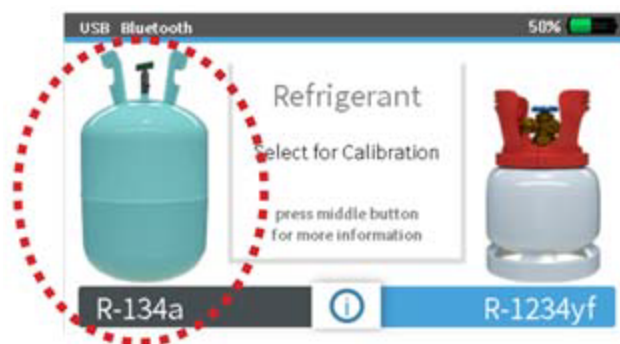 USB Bluetooth
50%
Refrigerant
Select for Calibration
press middle button
for more information
R-134a
R-1234yf